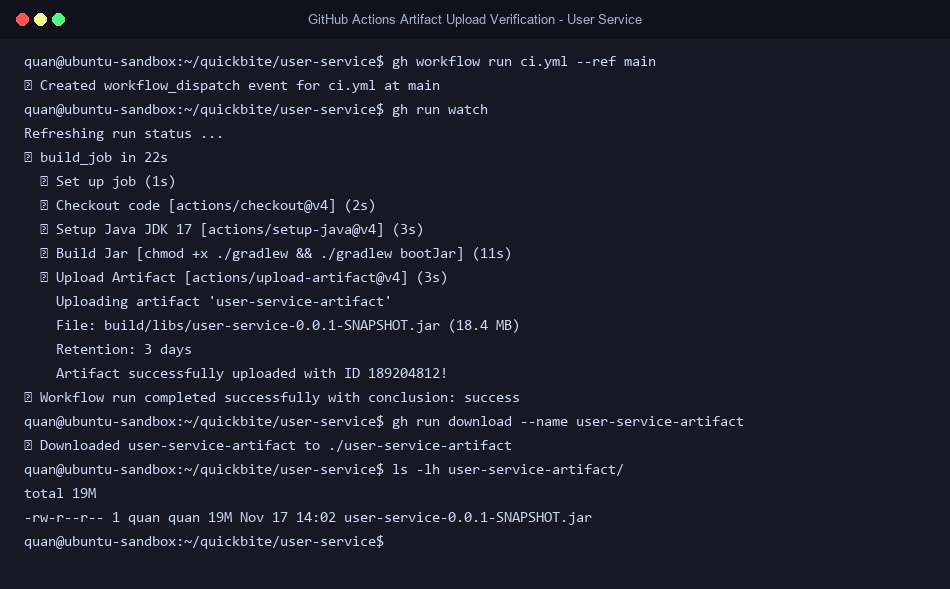 GitHub Actions Artifact Upload Verification - User Service
quan@ubuntu-sandbox:~/quickbite/user-service$ gh workflow run ci.yml --ref main
Created workflow_dispatch event for ci.yml at main
quan@ubuntu-sandbox:~/quickbite/user-service$ gh run watch
Refreshing run status ...
build_job in 22s
Set up job (1s)
Checkout code [actions/checkout@v4] (2s)
Setup Java JDK 17 [actions/setup-java@v4] (3s)
Build Jar [chmod +x ./gradlew && ./gradlew bootJar] (11s)
Upload Artifact [actions/upload-artifact@v4] (3s)
Uploading artifact 'user-service-artifact'
File: build/libs/user-service-0.0.1-SNAPSHOT.jar (18.4 MB)
Retention: 3 days
Artifact successfully uploaded with ID 189204812!
Workflow run completed successfully with conclusion: success
quan@ubuntu-sandbox:~/quickbite/user-service$ gh run download --name user-service-artifact
Downloaded user-service-artifact to ./user-service-artifact
quan@ubuntu-sandbox:~/quickbite/user-service$ ls -lh user-service-artifact/
total 19M
-rw-r--r-- 1 quan quan 19M Nov 17 14:02 user-service-0.0.1-SNAPSHOT.jar
quan@ubuntu-sandbox:~/quickbite/user-service$